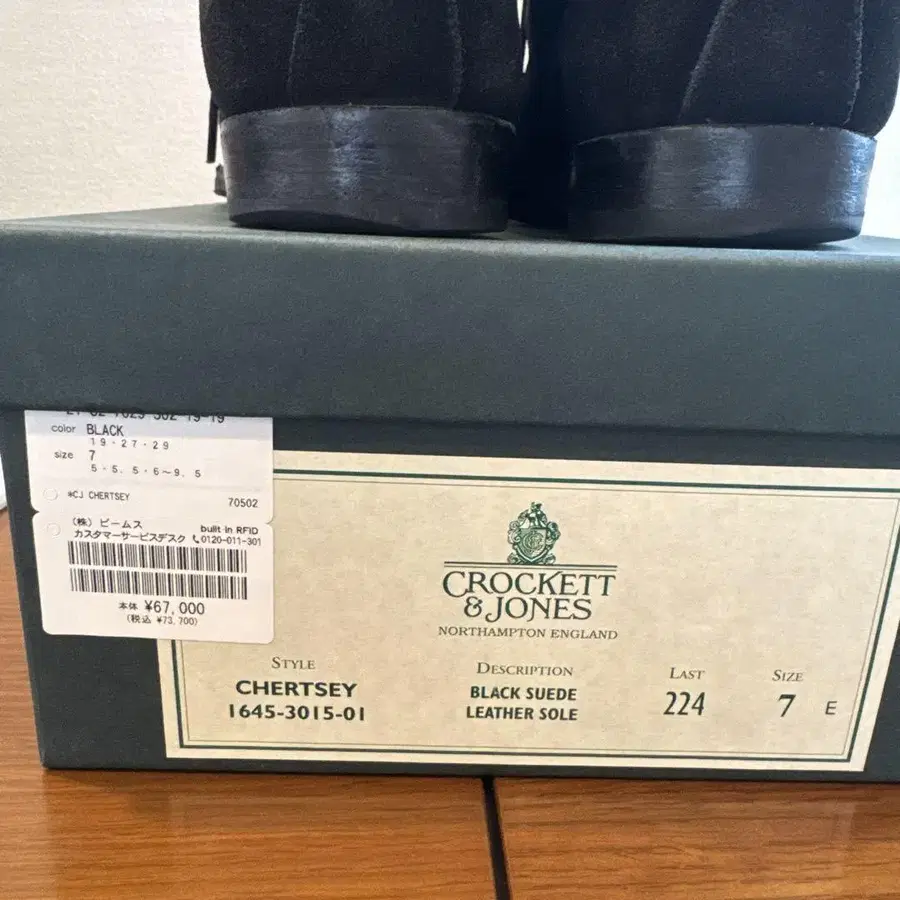 color BLACK
19・27・29
size 7
5・5.5・6～9.5
*CJ CHERTSEY 70502
(株) ビームス built in RFID
カスタマーサービスデスク 0120-011-301
本体 ¥67,000
(税込 ¥73,700)
CROCKETT
& JONES
NORTHAMPTON ENGLAND
STYLE DESCRIPTION LAST SIZE
CHERTSEY BLACK SUEDE 224 7 E
1645-3015-01 LEATHER SOLE